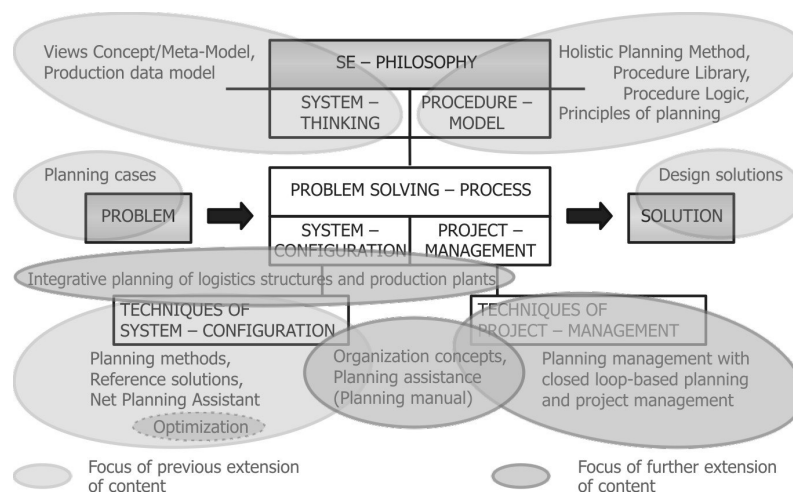 Views Concept/Meta-Model,
Production data model
SE – PHILOSOPHY
Holistic Planning Method,
Procedure Library,
Procedure Logic,
Principles of planning
SYSTEM –
THINKING
PROCEDURE –
MODEL
Planning cases
PROBLEM
PROBLEM SOLVING – PROCESS
Design solutions
SOLUTION
SYSTEM –
CONFIGURATION
PROJECT –
MANAGEMENT
Integrative planning of logistics structures and production plants
TECHNIQUES OF
SYSTEM – CONFIGURATION
TECHNIQUES OF
PROJECT – MANAGEMENT
Planning methods,
Reference solutions,
Net Planning Assistant
Optimization
Organization concepts,
Planning assistance
(Planning manual)
Planning management with
closed loop-based planning
and project management
Focus of previous extension
of content
Focus of further extension
of content